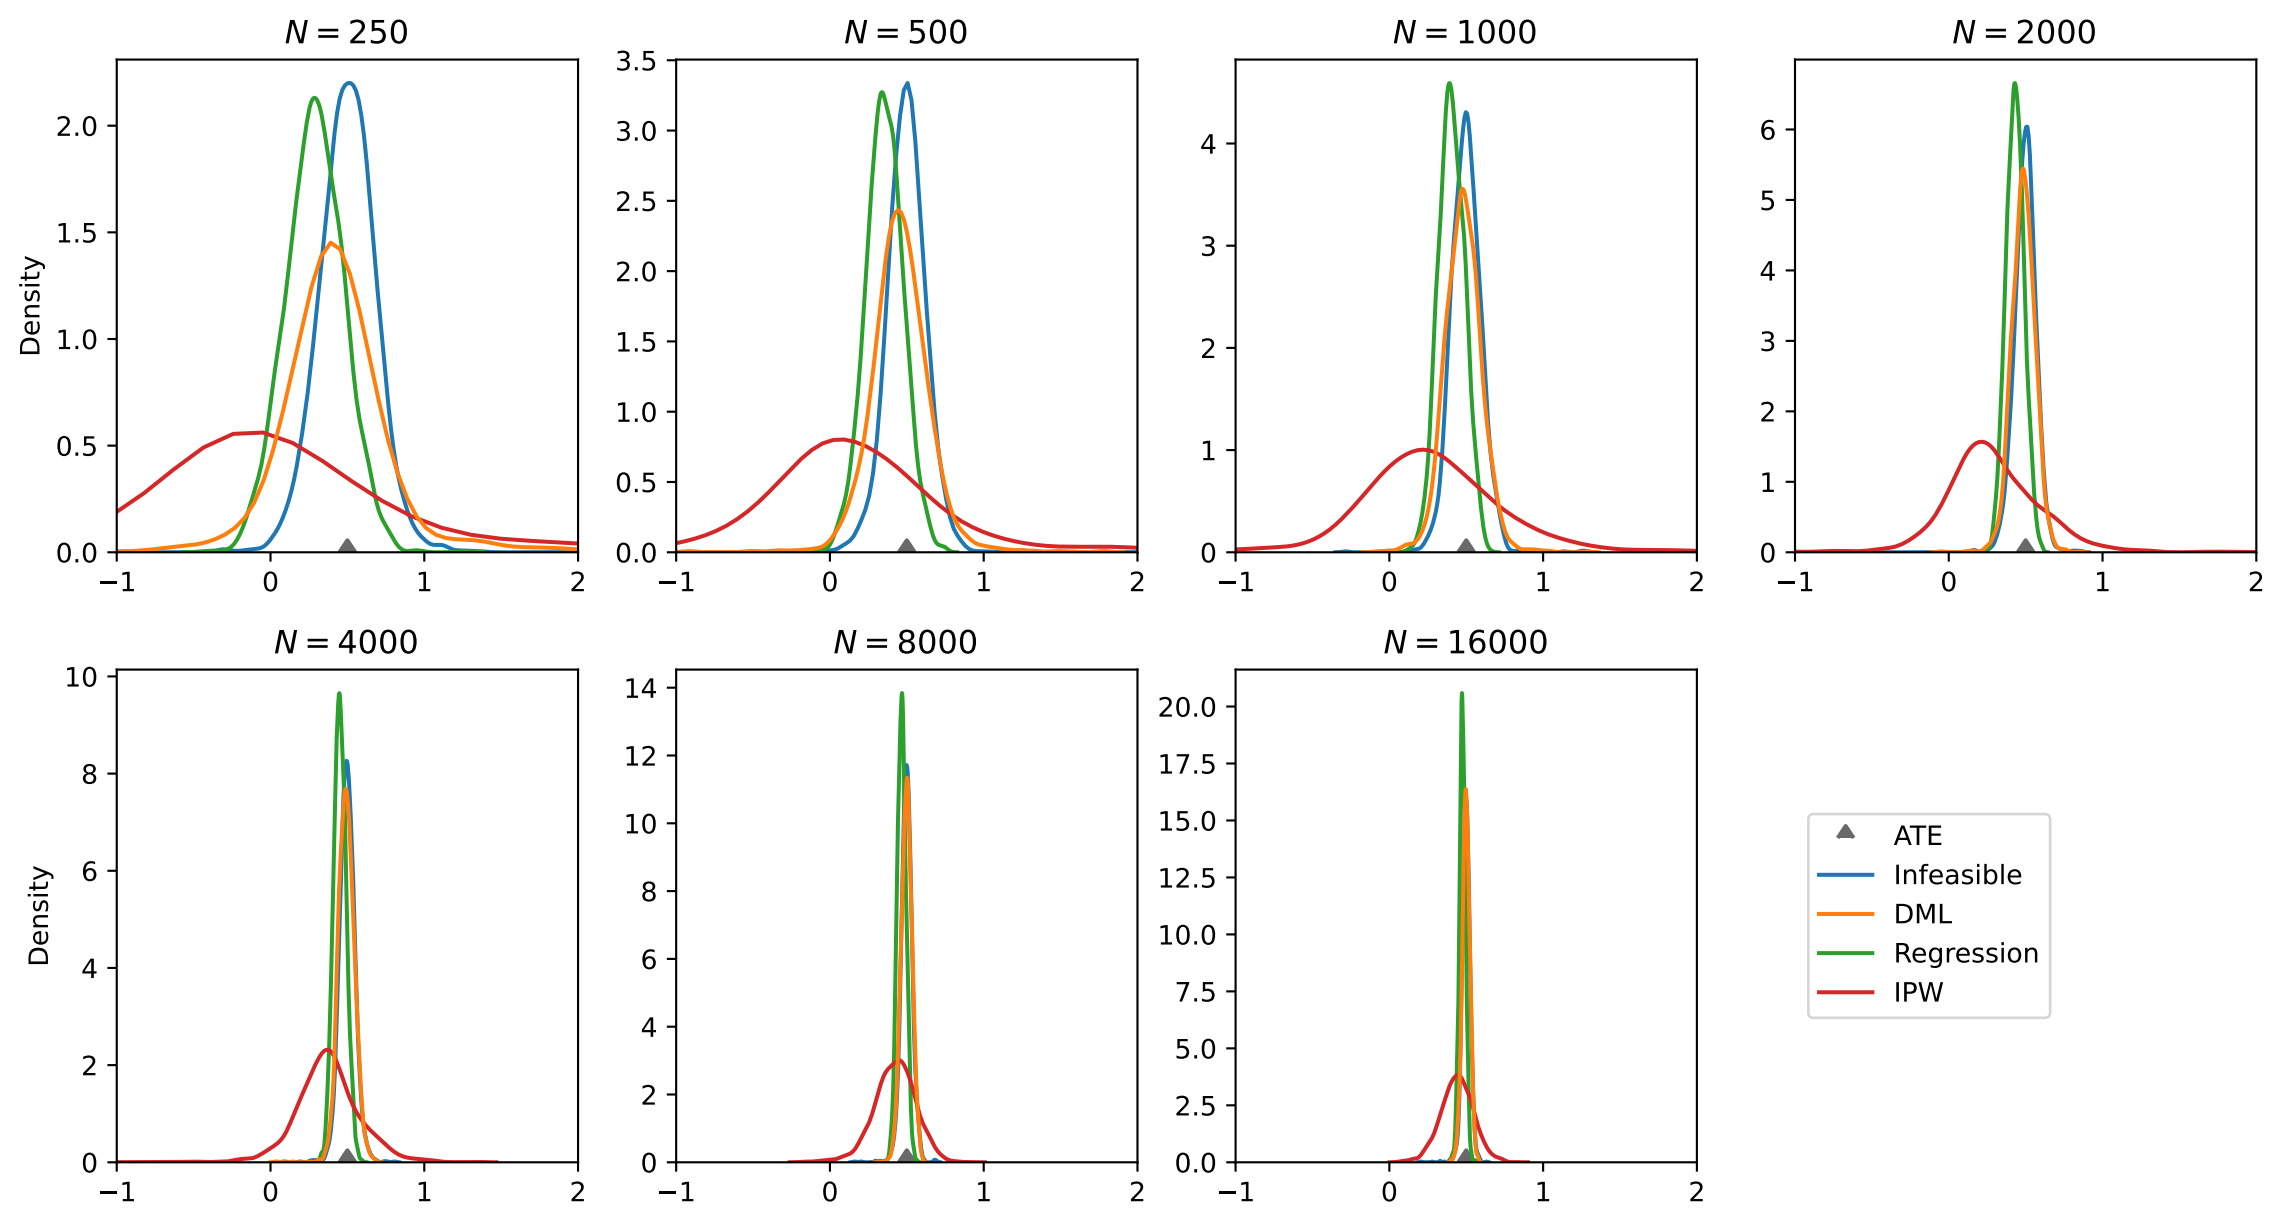 N = 250
N = 500
N = 1000
N = 2000
Density
0.0
0.5
1.0
1.5
2.0
−1 0 1 2
0.0
0.5
1.0
1.5
2.0
2.5
3.0
3.5
−1 0 1 2
0
1
2
3
4
−1 0 1 2
0
1
2
3
4
5
6
−1 0 1 2
N = 4000
N = 8000
N = 16000
Density
0
2
4
6
8
10
−1 0 1 2
0
2
4
6
8
10
12
14
−1 0 1 2
0.0
2.5
5.0
7.5
10.0
12.5
15.0
17.5
20.0
−1 0 1 2
ATE
Infeasible
DML
Regression
IPW